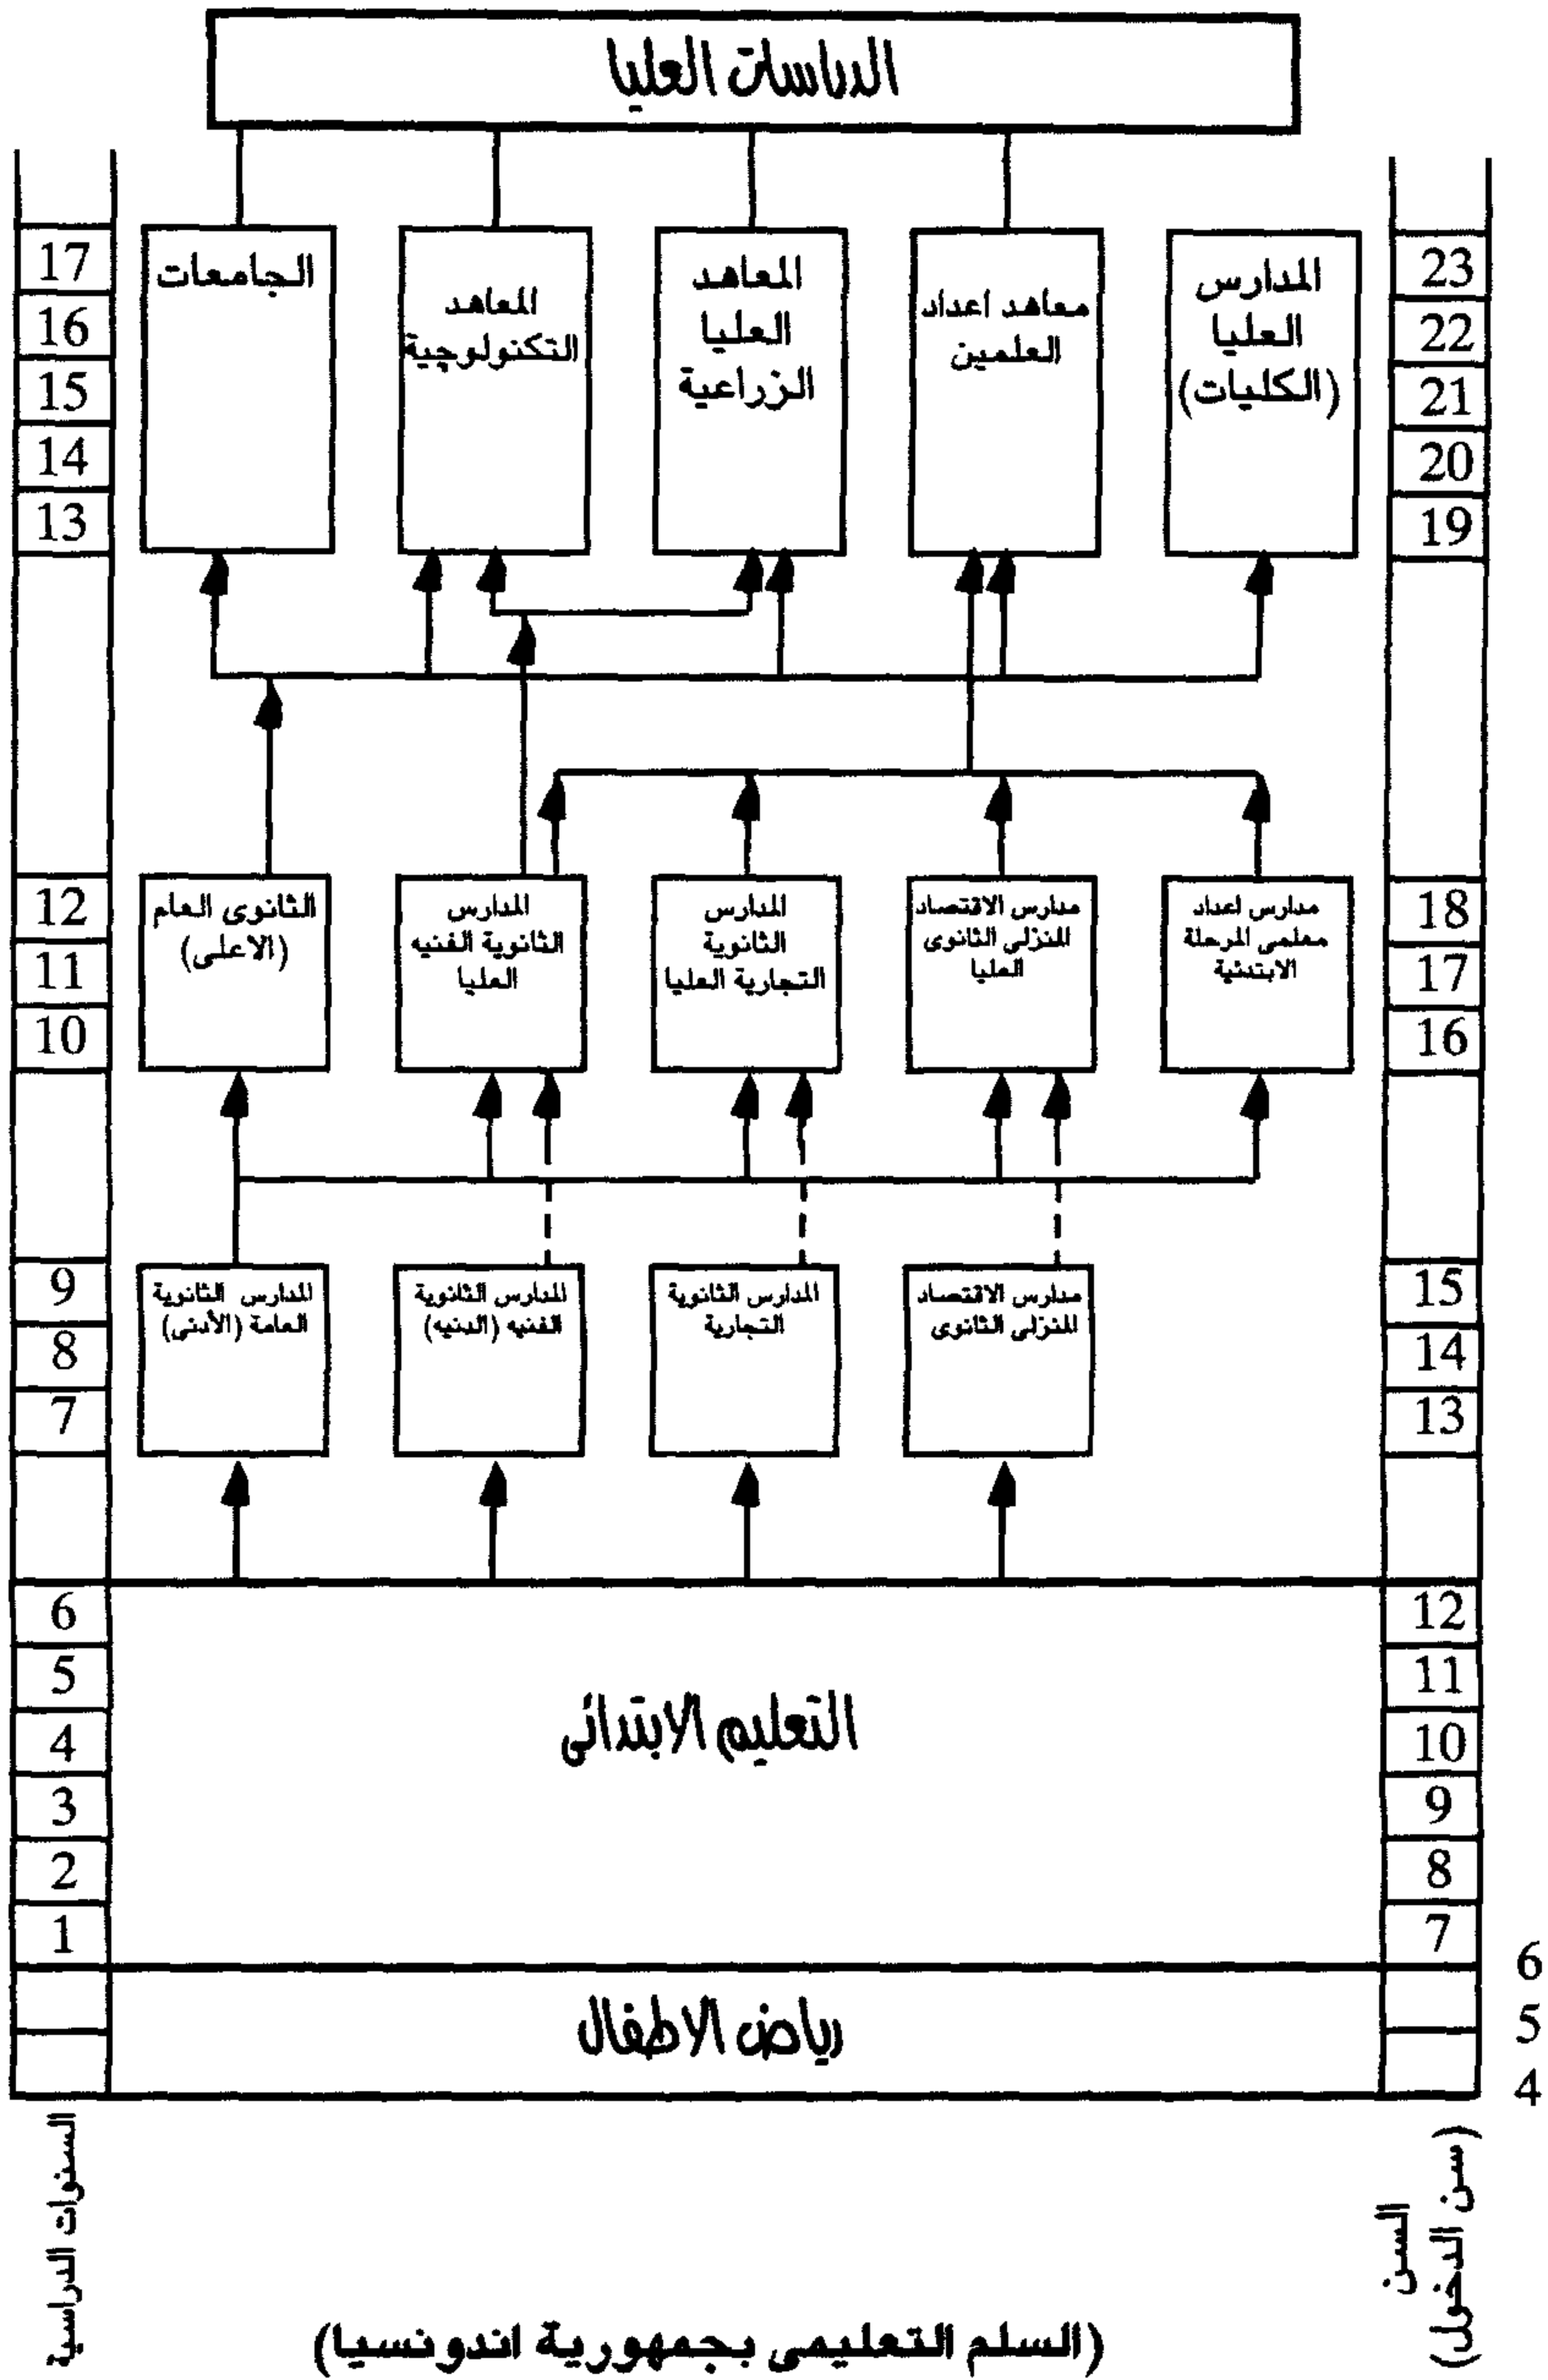 الدراسات العليا
17
16
15
14
13
الجامعات
المعاهد
التكنولوچية
المعاهد
العليا
الزراعية
معاهد اعداد
العلمين
المدارس
العليا
(الكليات)
23
22
21
20
19
12
11
10
الثانوى العام
(الاعلى)
المدارس
الثانوية الفنيه
العليا
المدارس
الثانوية
التجارية العليا
مدارس الاقتصاد
المنزلى الثانوى
العليا
مدارس اعداد
معلمى المرحلة
الابتدئية
18
17
16
9
8
7
المدارس الثانوية
العامة (الأدنى)
المدارس الثانوية
الفنيه (الدنيه)
المدارس الثانوية
التجارية
مدارس الاقتصاد
المنزلى الثانوى
15
14
13
6
5
4
3
2
1
التعليم الابتدائى
12
11
10
9
8
7
رياض الاطفال
6
5
4
السنوات الدراسية
السن
(سن الدخول)
(السلم التعليمى بجمهورية اندونسيا)